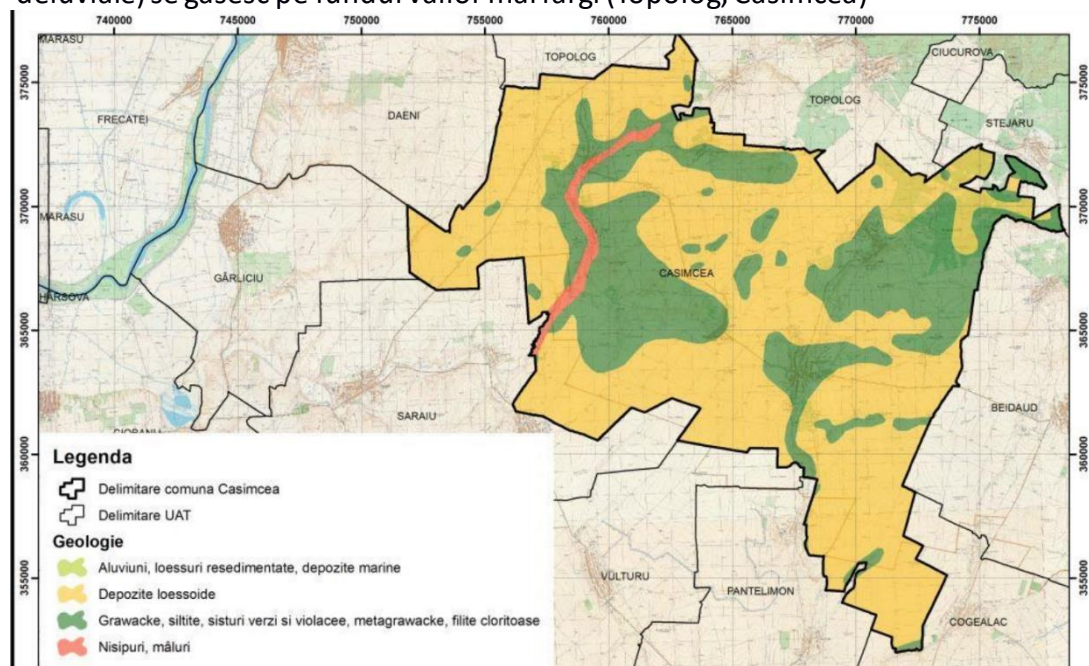 deluviale) se găsesc pe fundul văilor mai largi (Topolog, Casimcea)
740000 745000 750000 755000 760000 765000 770000 775000
MARASU
TOPOLOG
CIUCUROVA
375000
375000
FRECATEI
DAENI
TOPOLOG
STEJARU
370000
MARASU
370000
GÂRLICIU
CASIMCEA
HÂRSOVA
365000
365000
SARAIU
BEIDAUD
CIOBANU
360000
360000
Legenda
Delimitare comuna Casimcea
Delimitare UAT
Geologie
Aluviuni, loessuri resedimentate, depozite marine
Depozite loessoide
Grawacke, siltite, sisturi verzi si violacee, metagrawacke, filite cloritoase
Nisipuri, mâluri
355000
355000
VULTURU
PANTELIMON
COGEALAC